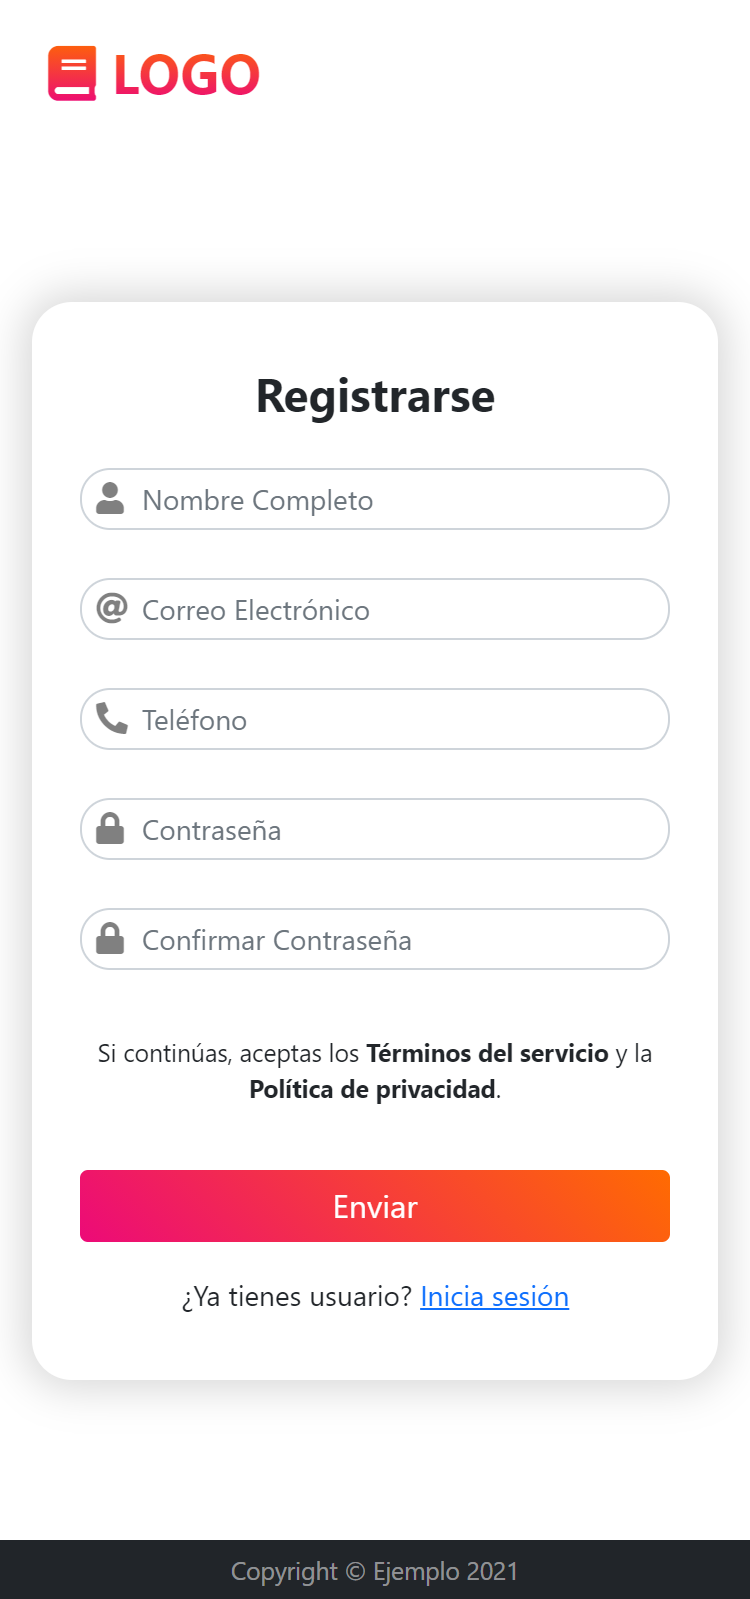 LOGO
Registrarse
Nombre Completo
Correo Electrónico
Teléfono
Contraseña
Confirmar Contraseña
Si continúas, aceptas los Términos del servicio y la
Política de privacidad.
Enviar
¿Ya tienes usuario? Inicia sesión
Copyright © Ejemplo 2021